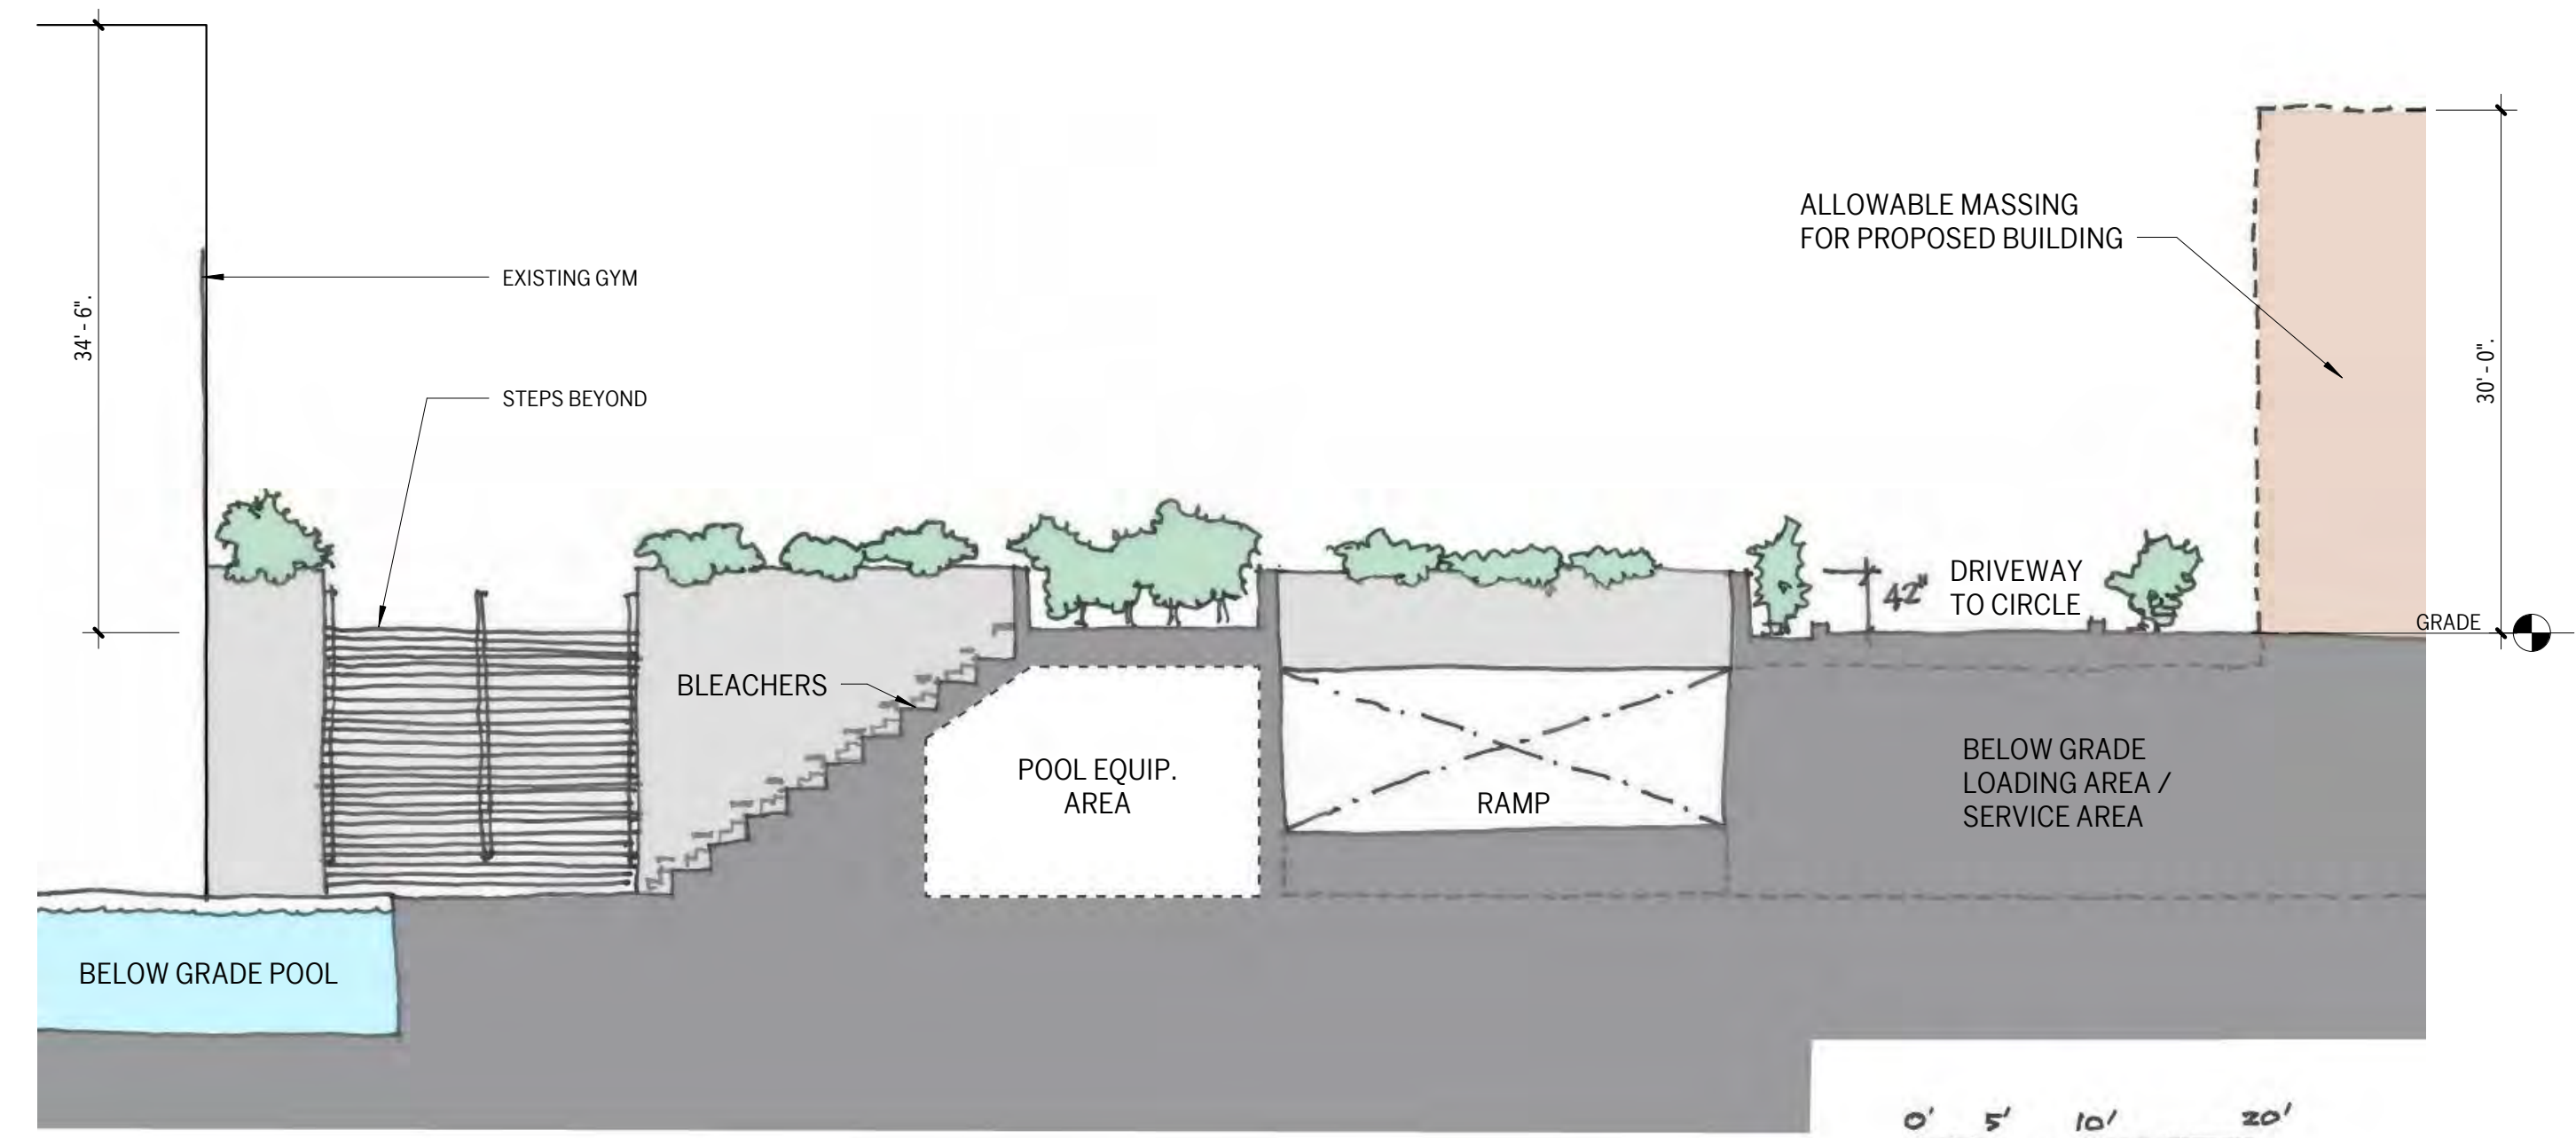 34' - 6".
EXISTING GYM
STEPS BEYOND
ALLOWABLE MASSING
FOR PROPOSED BUILDING
30' - 0".
42"
DRIVEWAY
TO CIRCLE
GRADE
BLEACHERS
POOL EQUIP.
AREA
RAMP
BELOW GRADE
LOADING AREA /
SERVICE AREA
BELOW GRADE POOL
0' 5' 10' 20'